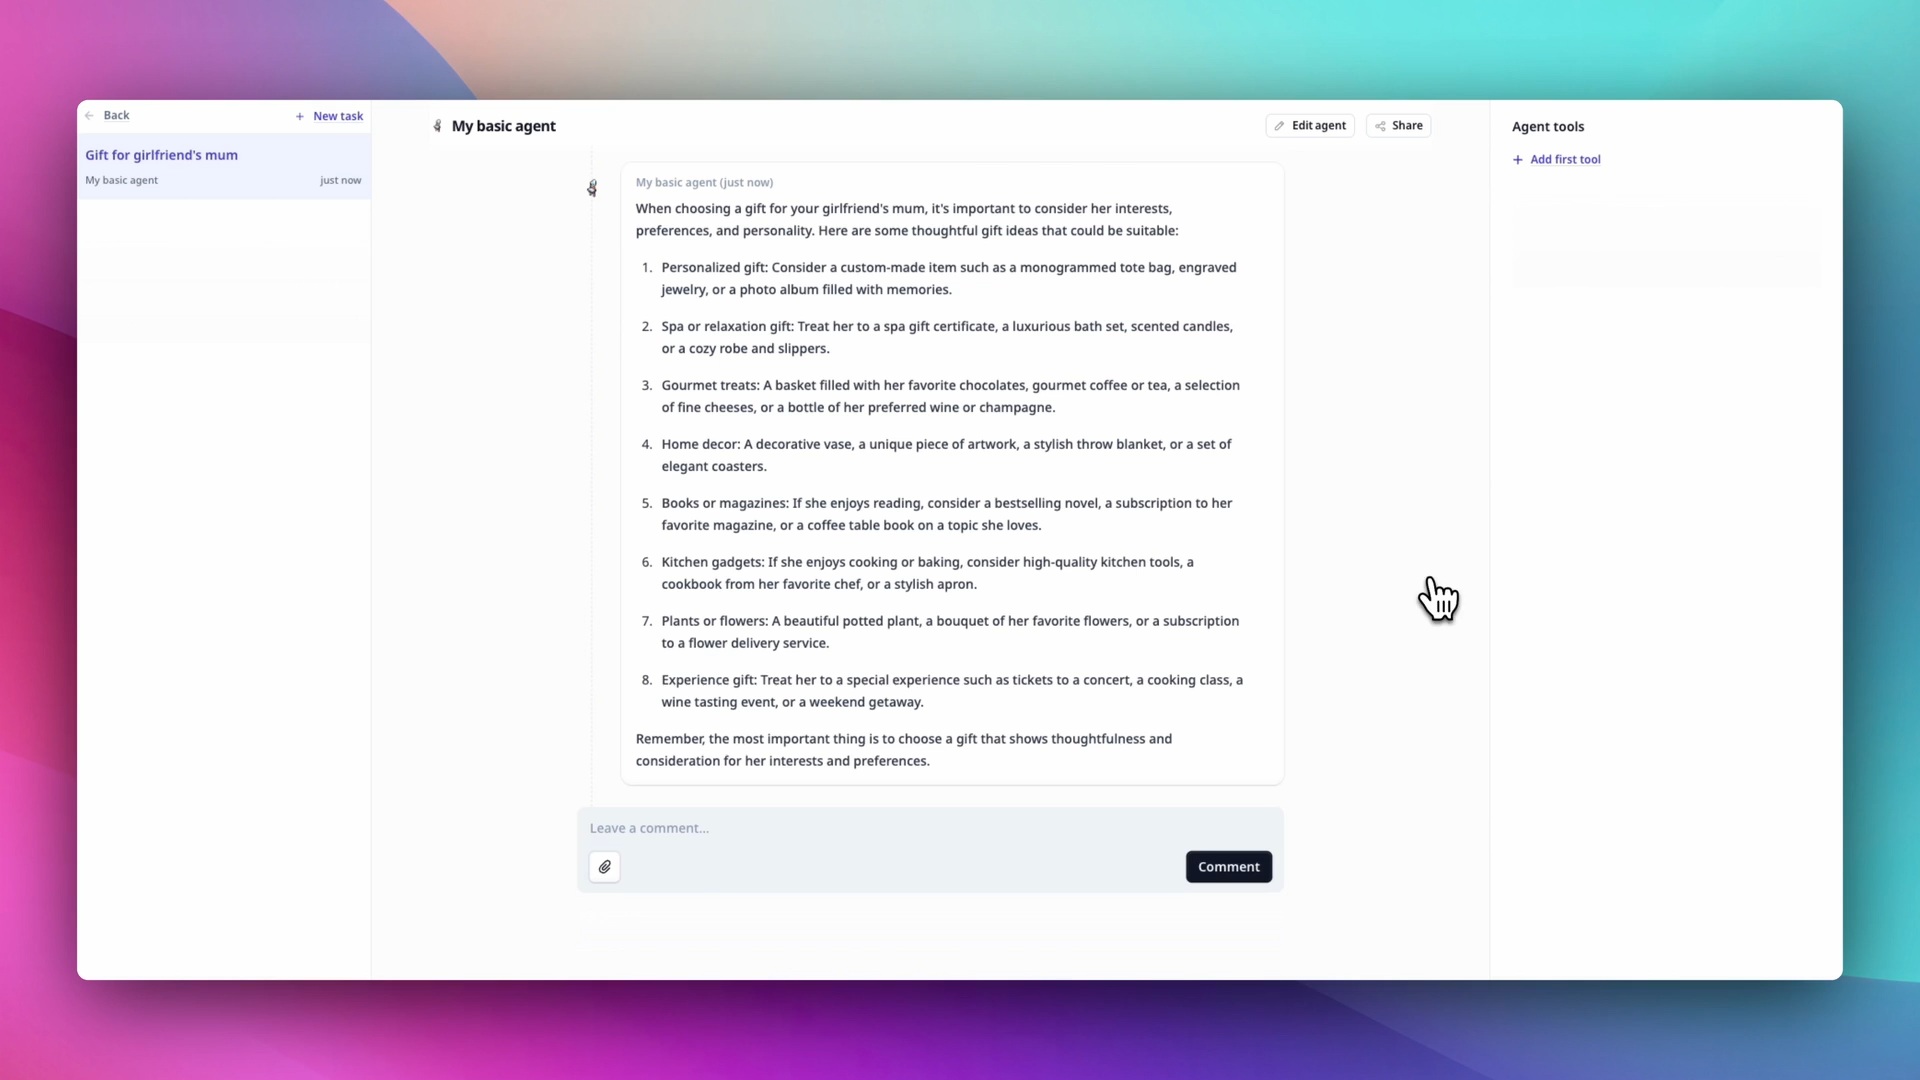 Back
+ New task
Gift for girlfriend's mum
My basic agent just now
My basic agent
Edit agent
Share
My basic agent (just now)
When choosing a gift for your girlfriend's mum, it's important to consider her interests,
preferences, and personality. Here are some thoughtful gift ideas that could be suitable:
1. Personalized gift: Consider a custom-made item such as a monogrammed tote bag, engraved
jewelry, or a photo album filled with memories.
2. Spa or relaxation gift: Treat her to a spa gift certificate, a luxurious bath set, scented candles,
or a cozy robe and slippers.
3. Gourmet treats: A basket filled with her favorite chocolates, gourmet coffee or tea, a selection
of fine cheeses, or a bottle of her preferred wine or champagne.
4. Home decor: A decorative vase, a unique piece of artwork, a stylish throw blanket, or a set of
elegant coasters.
5. Books or magazines: If she enjoys reading, consider a bestselling novel, a subscription to her
favorite magazine, or a coffee table book on a topic she loves.
6. Kitchen gadgets: If she enjoys cooking or baking, consider high-quality kitchen tools, a
cookbook from her favorite chef, or a stylish apron.
7. Plants or flowers: A beautiful potted plant, a bouquet of her favorite flowers, or a subscription
to a flower delivery service.
8. Experience gift: Treat her to a special experience such as tickets to a concert, a cooking class, a
wine tasting event, or a weekend getaway.
Remember, the most important thing is to choose a gift that shows thoughtfulness and
consideration for her interests and preferences.
Leave a comment...
Comment
Agent tools
+ Add first tool